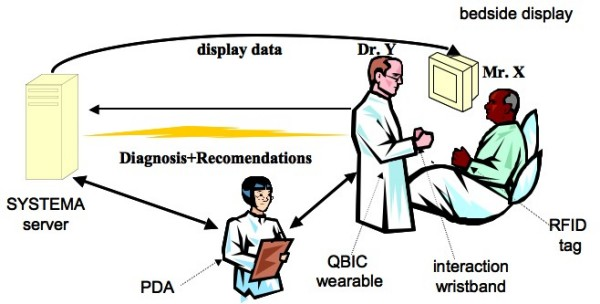 bedside display
display data
Dr. Y
Mr. X
Diagnosis+Recomendations
SYSTEMA
server
RFID
tag
QBIC
wearable
interaction
wristband
PDA